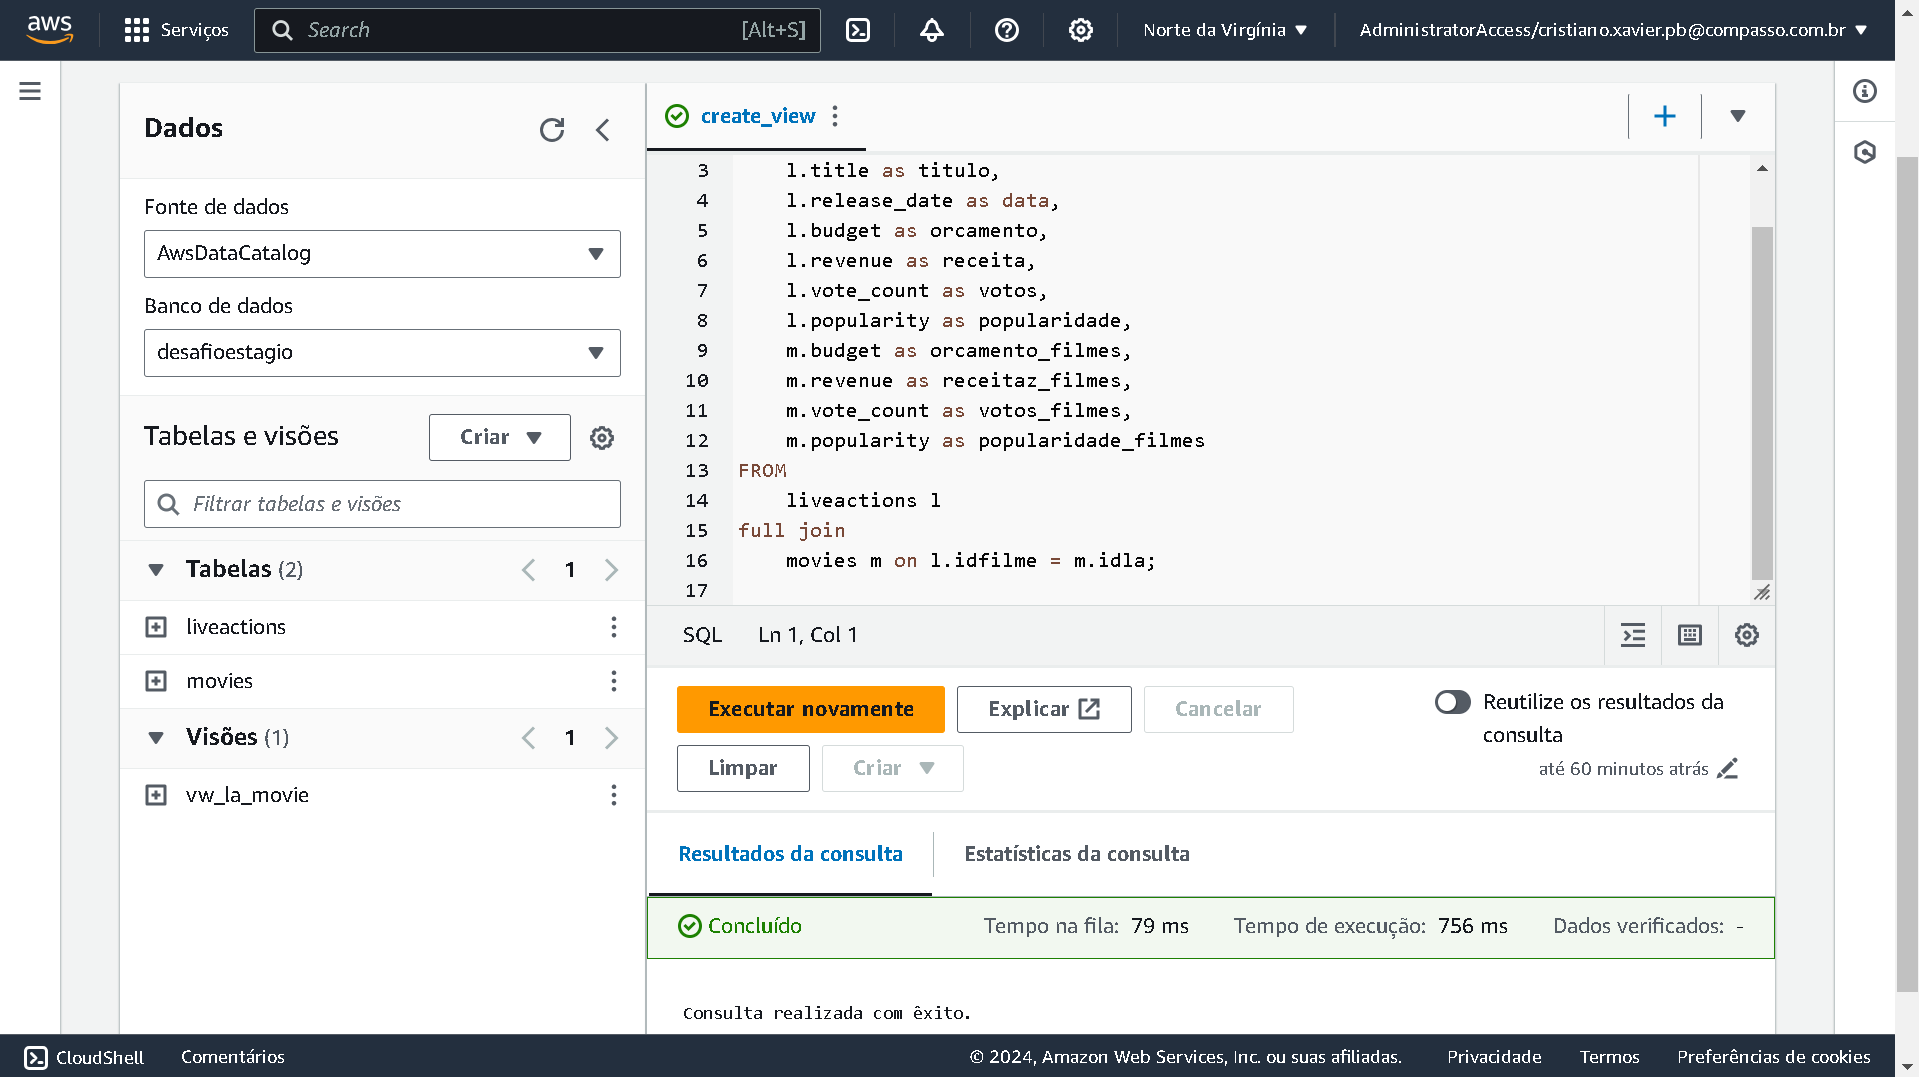 aws
Serviços
Search
[Alt+S]
Norte da Virgínia
AdministratorAccess/cristiano.xavier.pb@compasso.com.br
Dados
Fonte de dados
AwsDataCatalog
Banco de dados
desafioestagio
Tabelas e visões
Criar
Filtrar tabelas e visões
Tabelas (2)
1
liveactions
movies
Visões (1)
1
vw_la_movie
create_view
3 l.title as titulo,
4 l.release_date as data,
5 l.budget as orcamento,
6 l.revenue as receita,
7 l.vote_count as votos,
8 l.popularity as popularidade,
9 m.budget as orcamento_filmes,
10 m.revenue as receitaz_filmes,
11 m.vote_count as votos_filmes,
12 m.popularity as popularidade_filmes
13 FROM
14 liveactions l
15 full join
16 movies m on l.idfilme = m.idla;
17
SQL Ln 1, Col 1
Executar novamente
Explicar
Cancelar
Limpar
Criar
Reutilize os resultados da
consulta
até 60 minutos atrás
Resultados da consulta
Estatísticas da consulta
Concluído
Tempo na fila: 79 ms
Tempo de execução: 756 ms
Dados verificados: -
Consulta realizada com êxito.
CloudShell
Comentários
© 2024, Amazon Web Services, Inc. ou suas afiliadas.
Privacidade
Termos
Preferências de cookies